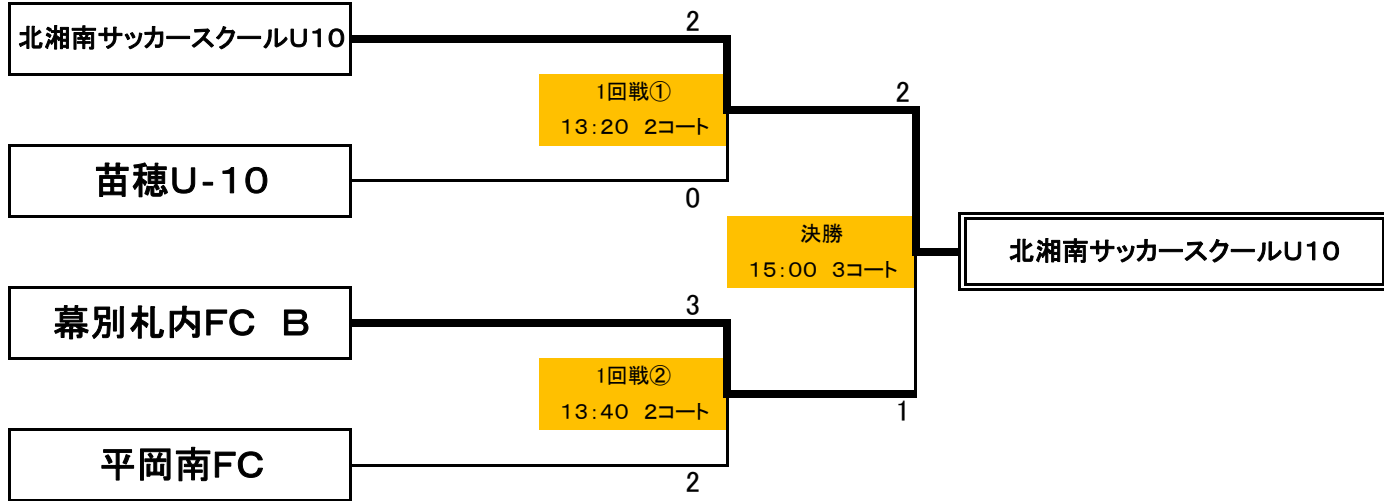 北湘南サッカースクールU10
2
1回戦①
13:20 2コート
2
苗穂U-10
0
決勝
15:00 3コート
北湘南サッカースクールU10
幕別札内FC B
3
1回戦②
13:40 2コート
1
平岡南FC
2